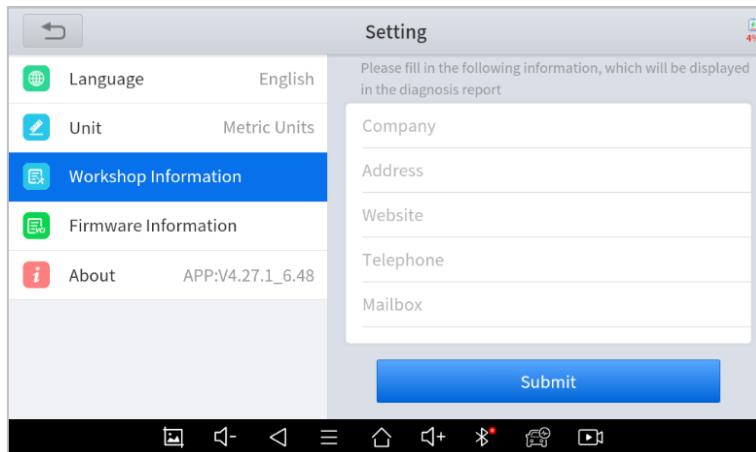 Setting
4%
Language English
Unit Metric Units
Workshop Information
Firmware Information
About APP:V4.27.1_6.48
Please fill in the following information, which will be displayed
in the diagnosis report
Company
Address
Website
Telephone
Mailbox
Submit